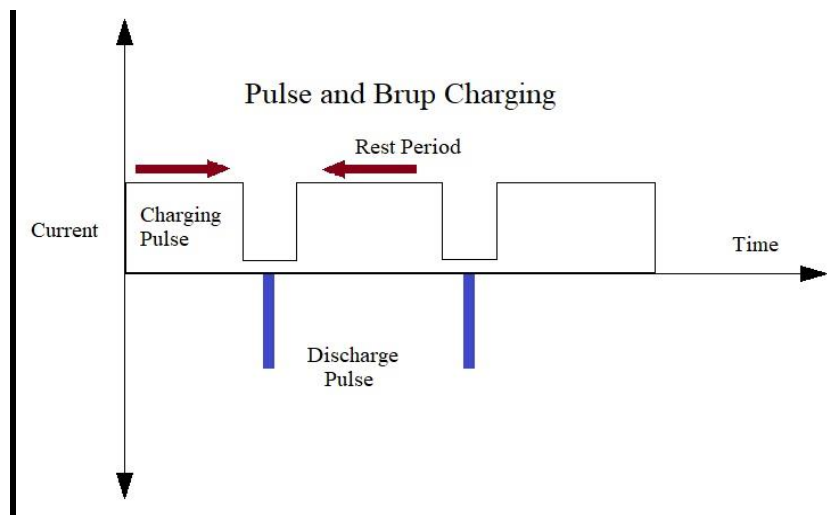 Pulse and Brup Charging
Rest Period
Charging
Pulse
Current
Time
Discharge
Pulse